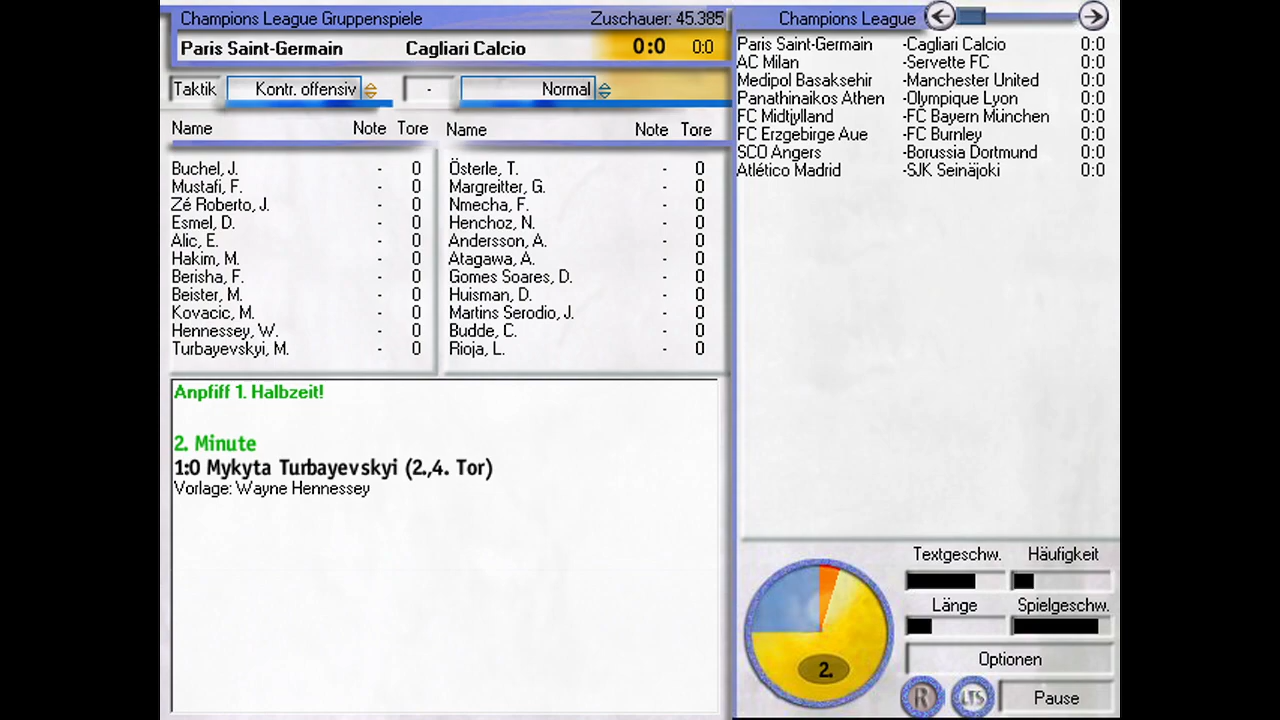 Champions League Gruppenspiele Zuschauer: 45.385
Paris Saint-Germain Cagliari Calcio 0:0 0:0
Taktik Kontr. offensiv - Normal
Name Note Tore Name Note Tore
Buchel, J. - 0 Österle, T. - 0
Mustafi, F. - 0 Margreitter, G. - 0
Zé Roberto, J. - 0 Nmecha, F. - 0
Esmel, D. - 0 Henchoz, N. - 0
Alic, E. - 0 Andersson, A. - 0
Hakim, M. - 0 Atagawa, A. - 0
Berisha, F. - 0 Gomes Soares, D. - 0
Beister, M. - 0 Huisman, D. - 0
Kovacic, M. - 0 Martins Serodio, J. - 0
Hennessey, W. - 0 Budde, C. - 0
Turbayevskyi, M. - 0 Rioja, L. - 0
Anpfiff 1. Halbzeit!
2. Minute
1:0 Mykyta Turbayevskyi (2.,4. Tor)
Vorlage: Wayne Hennessey
Champions League
Paris Saint-Germain -Cagliari Calcio 0:0
AC Milan -Servette FC 0:0
Medipol Basaksehir -Manchester United 0:0
Panathinaikos Athen -Olympique Lyon 0:0
FC Midtjylland -FC Bayern München 0:0
FC Erzgebirge Aue -FC Burnley 0:0
SCO Angers -Borussia Dortmund 0:0
Atlético Madrid -SJK Seinäjoki 0:0
Textgeschw. Häufigkeit
Länge Spielgeschw.
2.
Optionen
R LTS Pause